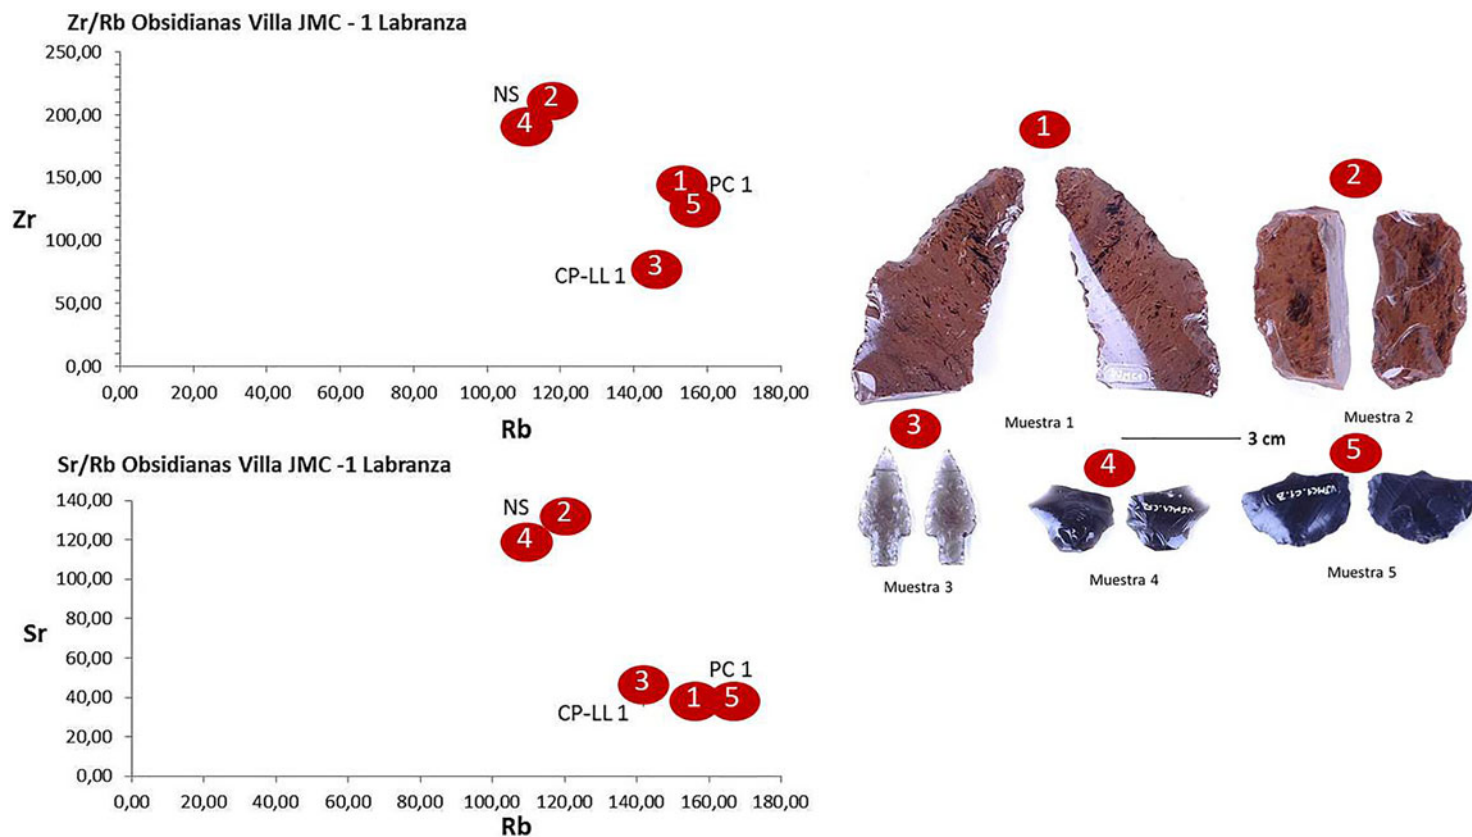 Zr/Rb Obsidianas Villa JMC - 1 Labranza
250,00
200,00
150,00
100,00
50,00
0,00
Zr
NS
2
4
1
PC 1
5
CP-LL 1
3
0,00 20,00 40,00 60,00 80,00 100,00 120,00 140,00 160,00 180,00
Rb
Sr/Rb Obsidianas Villa JMC -1 Labranza
140,00
120,00
100,00
80,00
60,00
40,00
20,00
0,00
Sr
NS
2
4
3
PC 1
1
5
CP-LL 1
0,00 20,00 40,00 60,00 80,00 100,00 120,00 140,00 160,00 180,00
Rb
1
2
Muestra 1
Muestra 2
3 cm
3
4
5
VJMC1.C1.B
Muestra 3
Muestra 4
Muestra 5